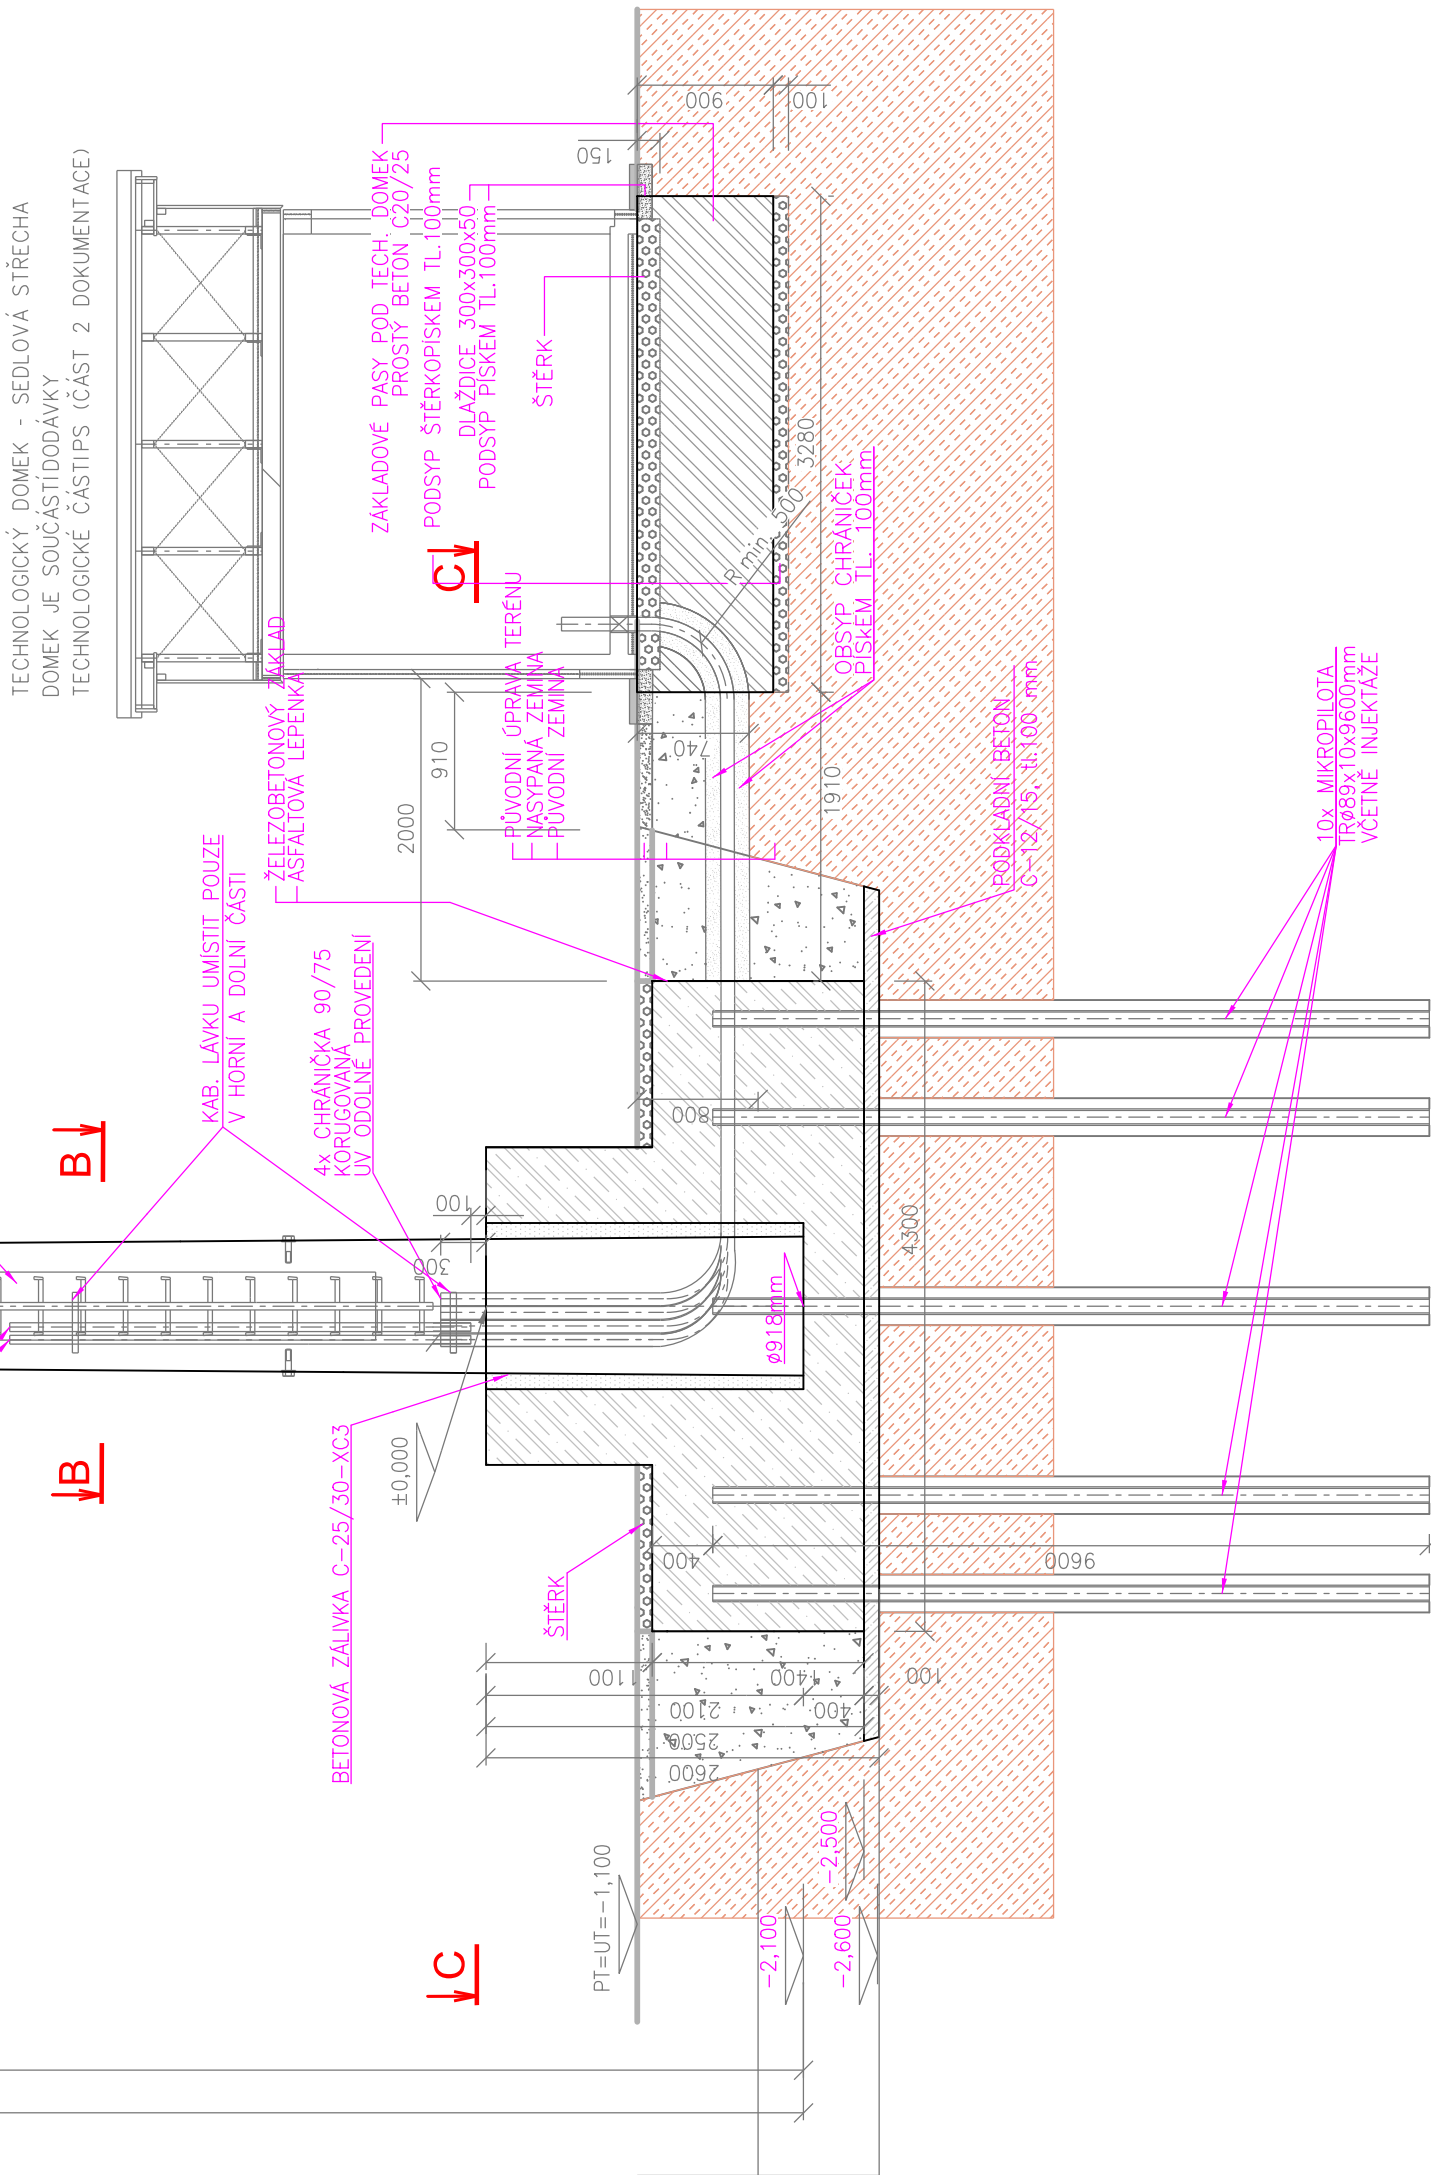 TECHNOLOGICKÝ DOMEK - SEDLOVÁ STŘECHA
DOMEK JE SOUČÁSTÍDODÁVKY
TECHNOLOGICKÉ ČÁSTIPS (ČÁST 2 DOKUMENTACE)
ZÁKLADOVÉ PASY POD TECH. DOMEK
PROSTÝ BETON C20/25
PODSYP ŠTĚRKOPÍSKEM TL.100mm
DLAŽDICE 300x300x50
PODSYP PÍSKEM TL.100mm
ŠTĚRK
150
900
100
3280
R min. 500
OBSYP CHRÁNIČEK
PÍSKEM TL. 100mm
C
PŮVODNÍ ÚPRAVA TERÉNU
NASYPANÁ ZEMINA
PŮVODNÍ ZEMINA
740
910
1910
2000
ŽELEZOBETONOVÝ ZÁKLAD
ASFALTOVÁ LEPENKA
PODKLADNÍ BETON
C-12/15, tl.100 mm
10x MIKROPILOTA
TRø89x10x9600mm
VČETNĚ INJEKTÁŽE
KAB. LÁVKU UMÍSTIT POUZE
V HORNÍ A DOLNÍ ČÁSTI
4x CHRÁNIČKA 90/75
KORUGOVANÁ
UV ODOLNÉ PROVEDENÍ
B
100
300
800
4300
ø918mm
B
±0,000
BETONOVÁ ZÁLIVKA C-25/30-XC3
ŠTĚRK
400
9600
1100
1400
100
2100
400
2500
2600
PT=UT=-1,100
-2,100
-2,500
-2,600
C